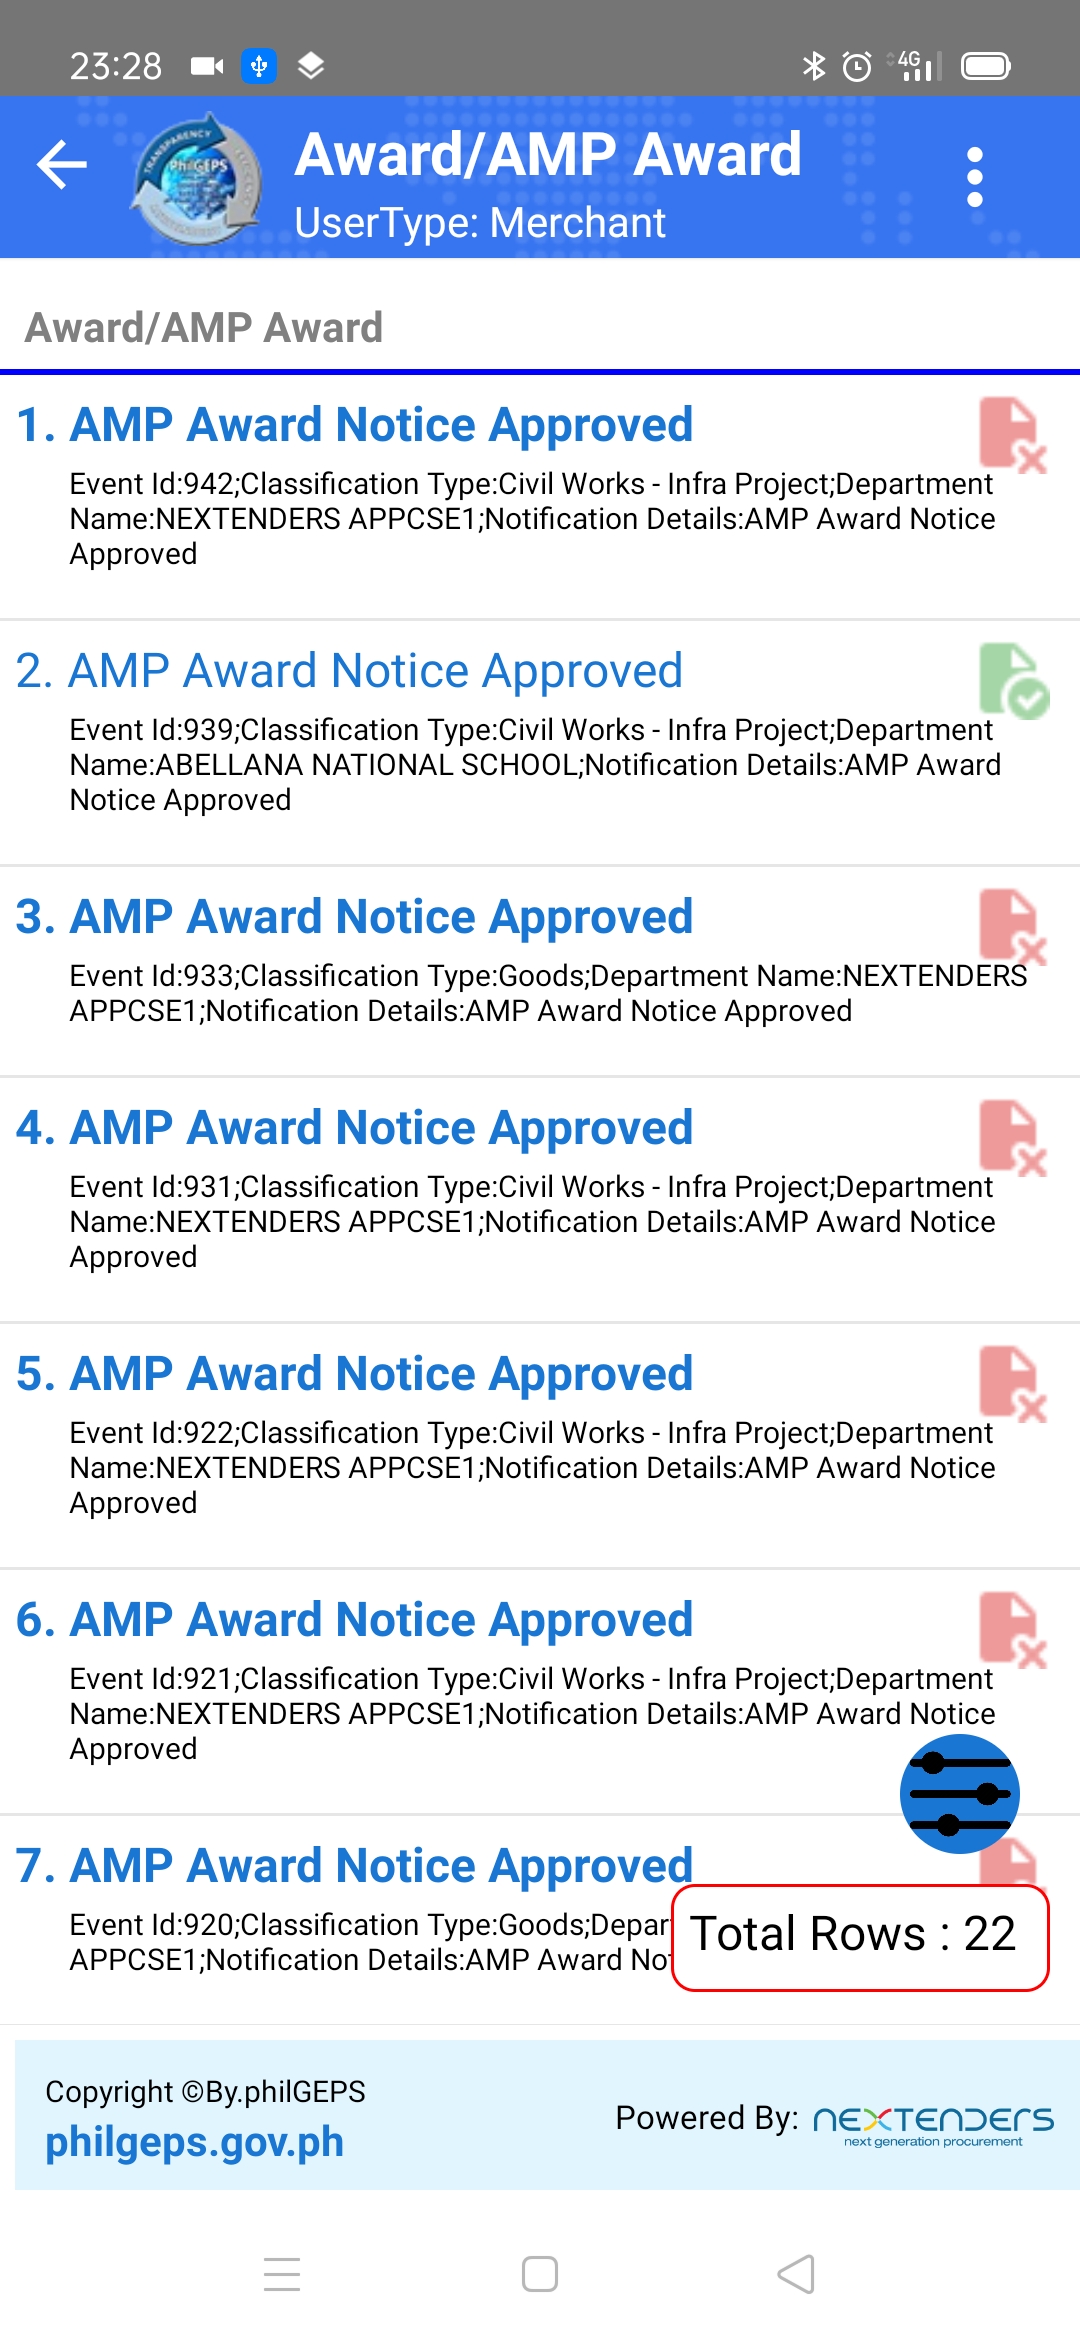 23:28
4G
Award/AMP Award
UserType: Merchant
TRANSPARENCY
PhilGEPS
Award/AMP Award
1. AMP Award Notice Approved
Event Id:942;Classification Type:Civil Works - Infra Project;Department
Name:NEXTENDERS APPCSE1;Notification Details:AMP Award Notice
Approved
2. AMP Award Notice Approved
Event Id:939;Classification Type:Civil Works - Infra Project;Department
Name:ABELLANA NATIONAL SCHOOL;Notification Details:AMP Award
Notice Approved
3. AMP Award Notice Approved
Event Id:933;Classification Type:Goods;Department Name:NEXTENDERS
APPCSE1;Notification Details:AMP Award Notice Approved
4. AMP Award Notice Approved
Event Id:931;Classification Type:Civil Works - Infra Project;Department
Name:NEXTENDERS APPCSE1;Notification Details:AMP Award Notice
Approved
5. AMP Award Notice Approved
Event Id:922;Classification Type:Civil Works - Infra Project;Department
Name:NEXTENDERS APPCSE1;Notification Details:AMP Award Notice
Approved
6. AMP Award Notice Approved
Event Id:921;Classification Type:Civil Works - Infra Project;Department
Name:NEXTENDERS APPCSE1;Notification Details:AMP Award Notice
Approved
7. AMP Award Notice Approved
Event Id:920;Classification Type:Goods;Depar
APPCSE1;Notification Details:AMP Award No
Total Rows : 22
Copyright ©By.philGEPS
philgeps.gov.ph
Powered By: NEXTENDERS
next generation procurement